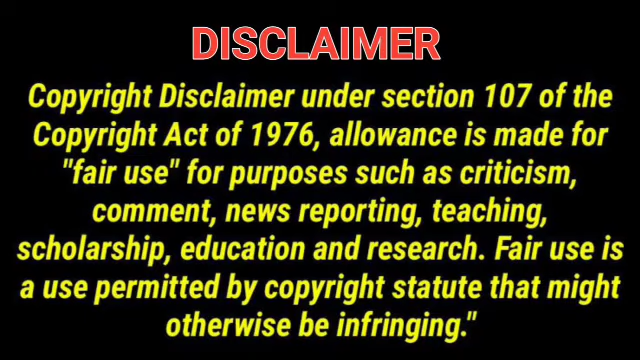 DISCLAIMER
Copyright Disclaimer under section 107 of the
Copyright Act of 1976, allowance is made for
"fair use" for purposes such as criticism,
comment, news reporting, teaching,
scholarship, education and research. Fair use is
a use permitted by copyright statute that might
otherwise be infringing."